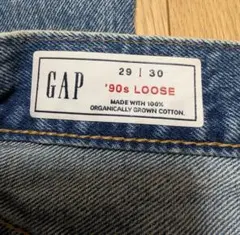 GAP
29 | 30
'90s LOOSE
MADE WITH 100%
ORGANICALLY GROWN COTTON.